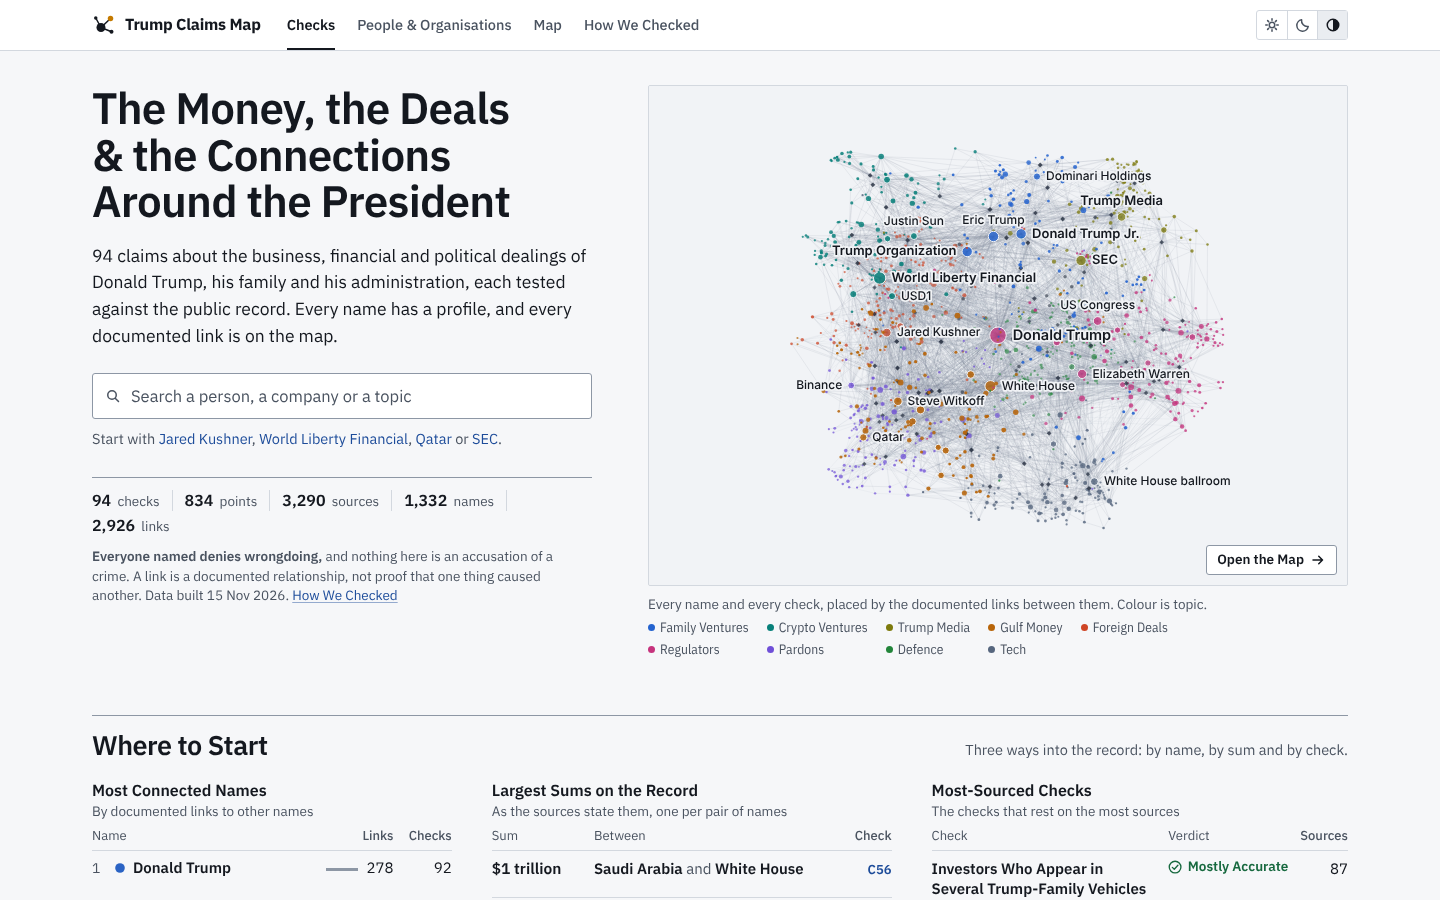 Trump Claims Map
Checks
People & Organisations
Map
How We Checked
The Money, the Deals
& the Connections
Around the President
94 claims about the business, financial and political dealings of
Donald Trump, his family and his administration, each tested
against the public record. Every name has a profile, and every
documented link is on the map.
Search a person, a company or a topic
Start with Jared Kushner, World Liberty Financial, Qatar or SEC.
94 checks
834 points
3,290 sources
1,332 names
2,926 links
Everyone named denies wrongdoing, and nothing here is an accusation of a
crime. A link is a documented relationship, not proof that one thing caused
another. Data built 15 Nov 2026. How We Checked
Dominari Holdings
Trump Media
Justin Sun
Eric Trump
Donald Trump Jr.
Trump Organization
SEC
World Liberty Financial
USD1
US Congress
Jared Kushner
Donald Trump
Elizabeth Warren
Binance
White House
Steve Witkoff
Qatar
White House ballroom
Open the Map →
Every name and every check, placed by the documented links between them. Colour is topic.
Family Ventures
Crypto Ventures
Trump Media
Gulf Money
Foreign Deals
Regulators
Pardons
Defence
Tech
Where to Start
Three ways into the record: by name, by sum and by check.
Most Connected Names
By documented links to other names
Name Links Checks
1 Donald Trump 278 92
Largest Sums on the Record
As the sources state them, one per pair of names
Sum Between Check
$1 trillion Saudi Arabia and White House C56
Most-Sourced Checks
The checks that rest on the most sources
Check Verdict Sources
Investors Who Appear in Mostly Accurate 87
Several Trump-Family Vehicles